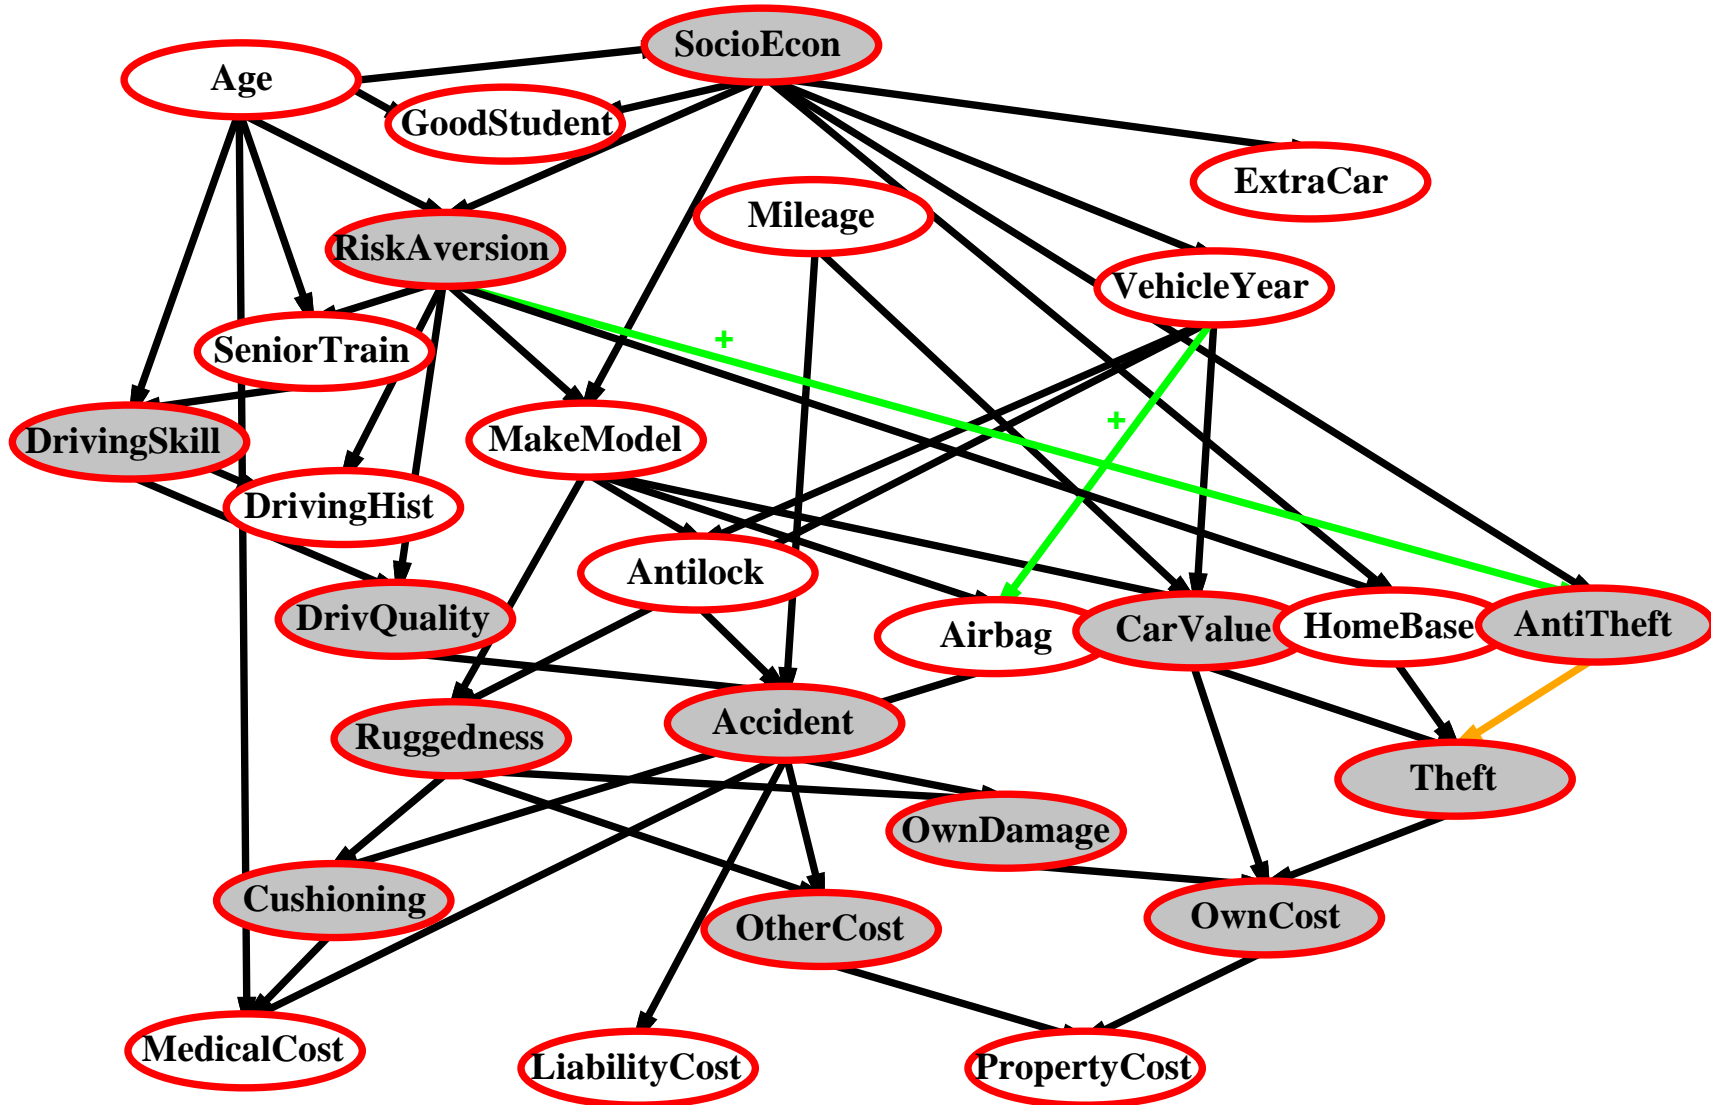 SocioEcon
Age
GoodStudent
ExtraCar
Mileage
RiskAversion
VehicleYear
+
SeniorTrain
+
DrivingSkill
MakeModel
DrivingHist
Antilock
DrivQuality
Airbag
CarValue
HomeBase
AntiTheft
Ruggedness
Accident
Theft
OwnDamage
Cushioning
OtherCost
OwnCost
MedicalCost
LiabilityCost
PropertyCost